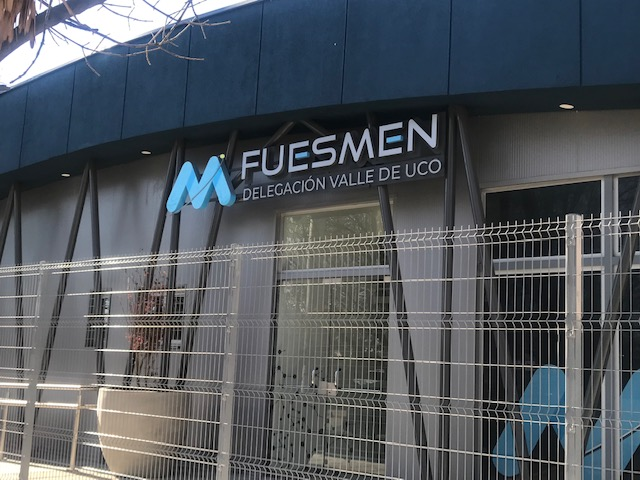 FUESMEN
DELEGACIÓN VALLE DE UCO